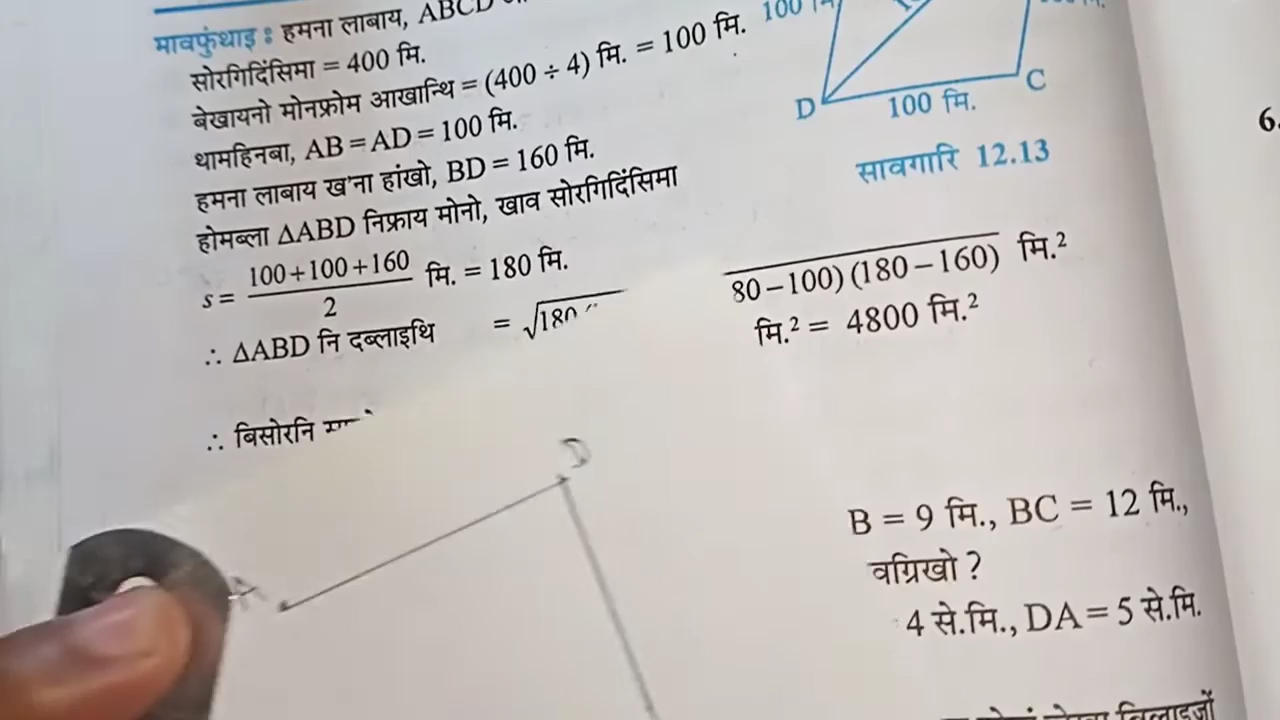 मावफुंथाइ : हमना लाबाय, ABCD
सोरगिदिंसिमा = 400 मि.
बेखायनो मोनफ्रोम आखान्थि = (400 ÷ 4) मि. = 100 मि.
थामहिनबा, AB = AD = 100 मि.
हमना लाबाय ख'ना हांखो, BD = 160 मि.
होमब्ला ΔABD निफ्राय मोनो, खाव सोरगिदिंसिमा
s = (100+100+160)/2 मि. = 180 मि.
∴ ΔABD नि दब्लाइथि = √180
80 – 100) (180 – 160) मि.²
मि.² = 4800 मि.²
∴ बिसोरनि
100
D
100 मि.
C
सावगारि 12.13
6.
D
A
B = 9 मि., BC = 12 मि.,
वग्रिखो ?
4 से.मि., DA = 5 से.मि.